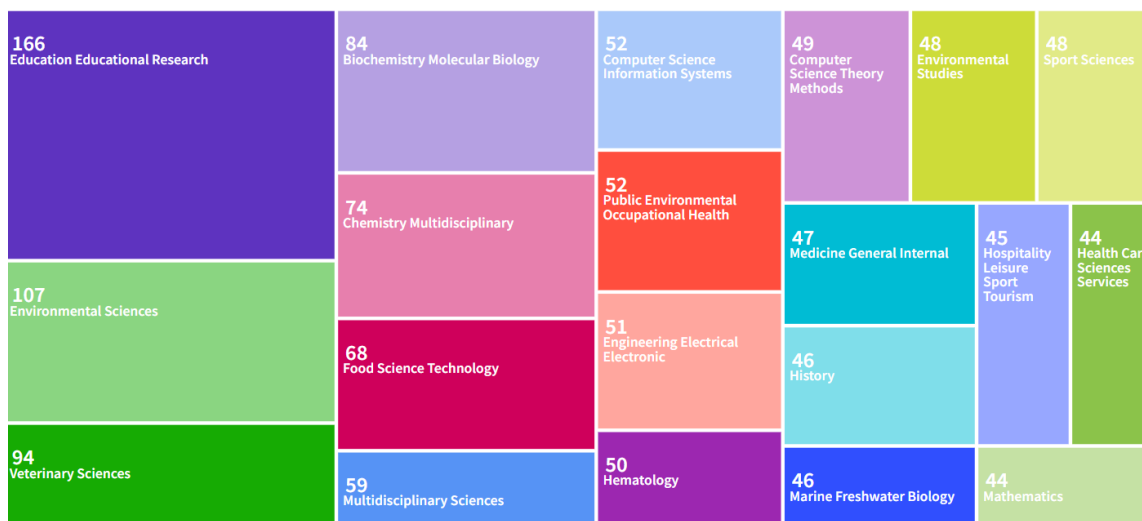 166
Education Educational Research
107
Environmental Sciences
94
Veterinary Sciences
84
Biochemistry Molecular Biology
74
Chemistry Multidisciplinary
68
Food Science Technology
59
Multidisciplinary Sciences
52
Computer Science
Information Systems
52
Public Environmental
Occupational Health
51
Engineering Electrical
Electronic
50
Hematology
49
Computer
Science Theory
Methods
48
Environmental
Studies
48
Sport Sciences
47
Medicine General Internal
46
History
46
Marine Freshwater Biology
45
Hospitality
Leisure
Sport
Tourism
44
Health Car
Sciences
Services
44
Mathematics